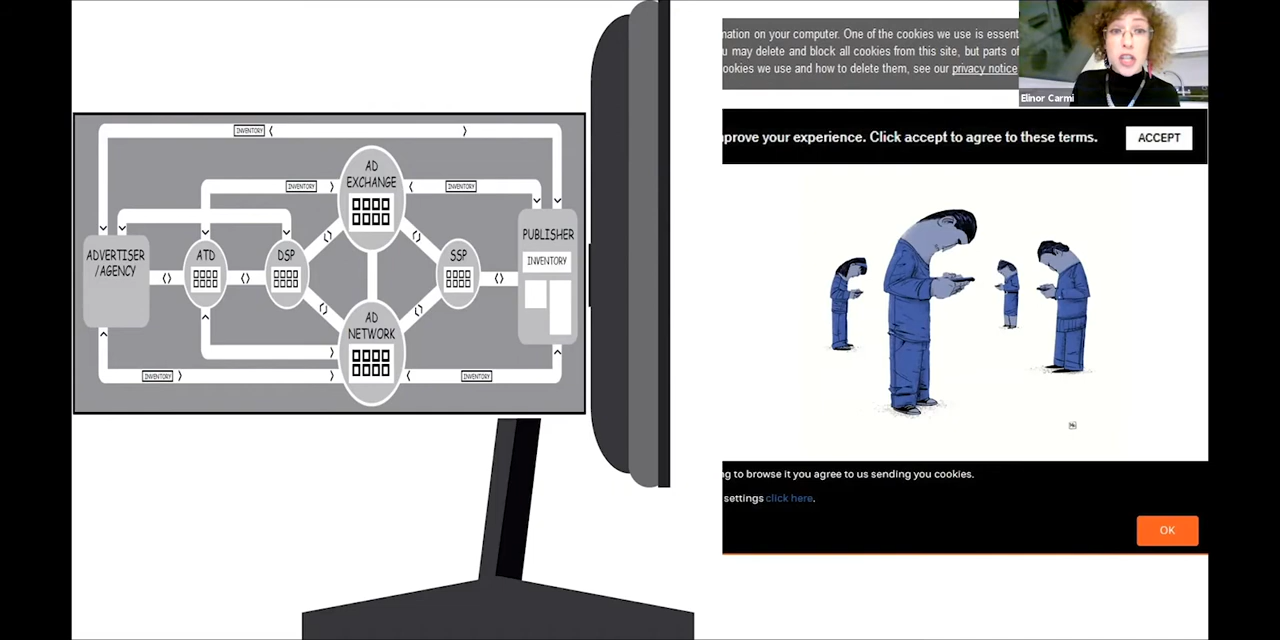 INVENTORY
AD
EXCHANGE
INVENTORY
INVENTORY
ADVERTISER
/AGENCY
ATD
DSP
SSP
PUBLISHER
INVENTORY
AD
NETWORK
INVENTORY
INVENTORY
mation on your computer. One of the cookies we use is essent
u may delete and block all cookies from this site, but parts of
ookies we use and how to delete them, see our privacy notice
Elinor Carmi
prove your experience. Click accept to agree to these terms.
ACCEPT
ng to browse it you agree to us sending you cookies.
settings click here.
OK